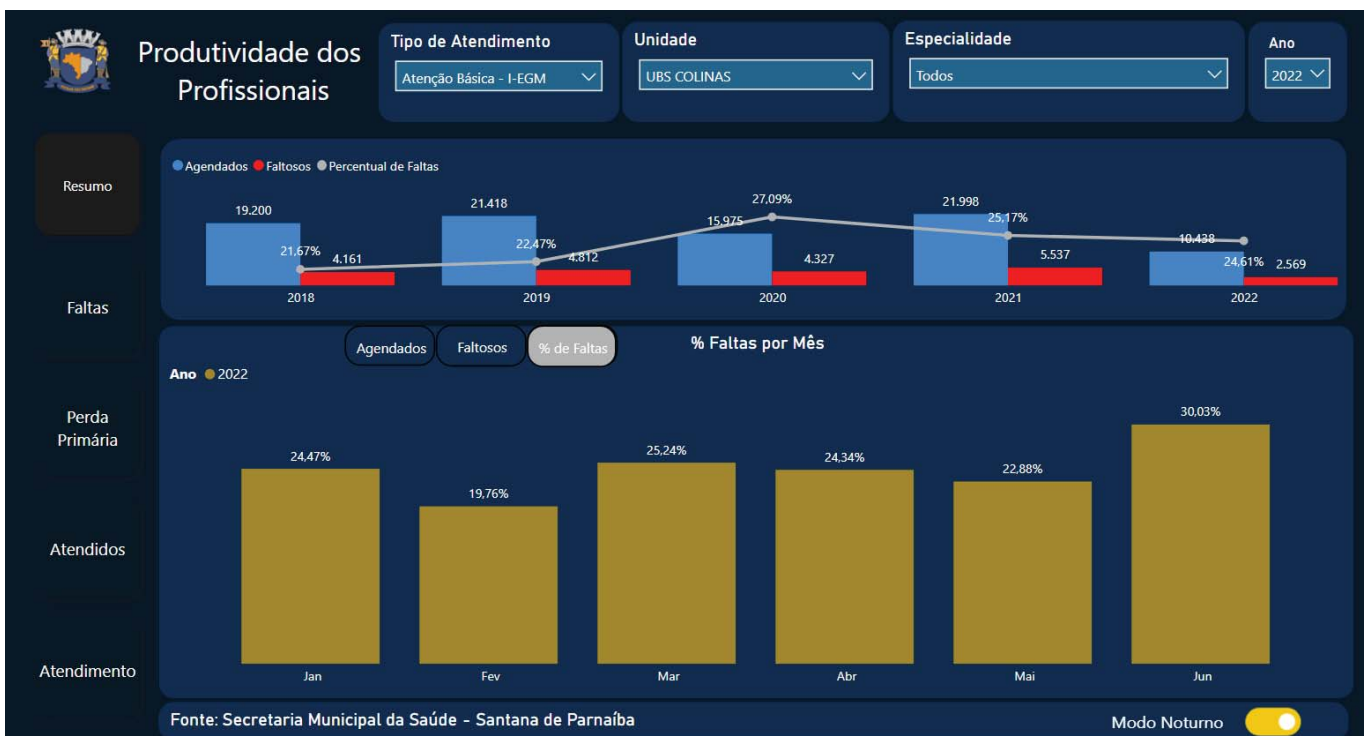 Produtividade dos
Profissionais
Tipo de Atendimento
Atenção Básica - I-EGM
Unidade
UBS COLINAS
Especialidade
Todos
Ano
2022
Resumo
Faltas
Perda
Primária
Atendidos
Atendimento
Agendados Faltosos Percentual de Faltas
19.200
21,67%
4.161
21.418
22,47%
4.812
15.975
27,09%
4.327
21.998
25,17%
5.537
10.438
24,61%
2.569
2018
2019
2020
2021
2022
Agendados
Faltosos
% de Faltas
% Faltas por Mês
Ano 2022
24,47%
19,76%
25,24%
24,34%
22,88%
30,03%
Jan
Fev
Mar
Abr
Mai
Jun
Fonte: Secretaria Municipal da Saúde - Santana de Parnaíba
Modo Noturno